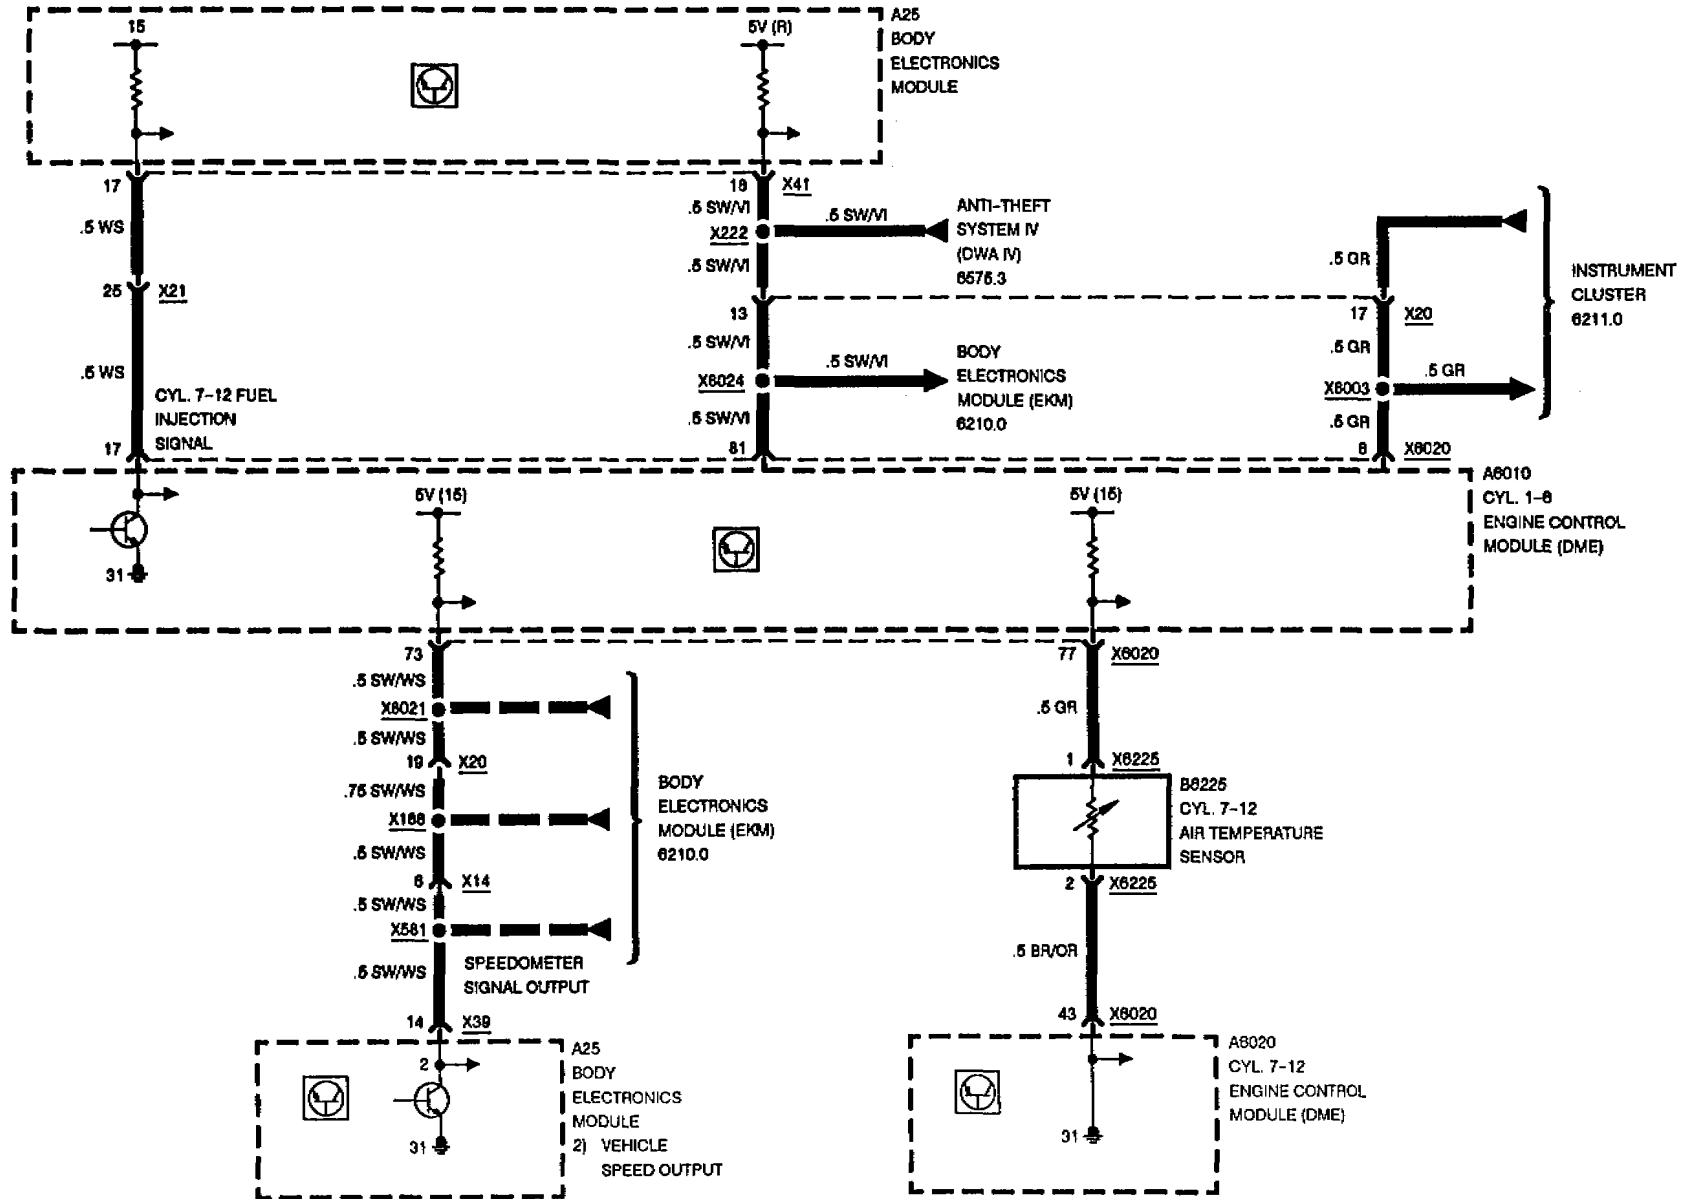 15
5V (R)
A25
BODY
ELECTRONICS
MODULE
17
18
X41
.5 SW/VI
.5 WS
X222
.5 SW/VI
ANTI-THEFT
SYSTEM IV
(DWA IV)
6575.3
.5 SW/VI
.5 GR
INSTRUMENT
CLUSTER
6211.0
25
X21
13
17
X20
.5 SW/VI
.5 GR
.5 WS
X6024
.5 SW/VI
BODY
ELECTRONICS
MODULE (EKM)
6210.0
X6003
.5 GR
CYL. 7-12 FUEL
INJECTION
SIGNAL
.5 SW/VI
.5 GR
17
81
8
X6020
A6010
CYL. 1-6
ENGINE CONTROL
MODULE (DME)
5V (15)
5V (15)
31
73
77
X6020
.5 SW/WS
X6021
.5 GR
.5 SW/WS
19
X20
1
X6225
.75 SW/WS
X168
BODY
ELECTRONICS
MODULE (EKM)
6210.0
B6225
CYL. 7-12
AIR TEMPERATURE
SENSOR
.5 SW/WS
6
X14
2
X6225
.5 SW/WS
X581
.5 BR/OR
.5 SW/WS
SPEEDOMETER
SIGNAL OUTPUT
14
X39
43
X6020
2
A25
BODY
ELECTRONICS
MODULE
2) VEHICLE
SPEED OUTPUT
31
A6020
CYL. 7-12
ENGINE CONTROL
MODULE (DME)
31